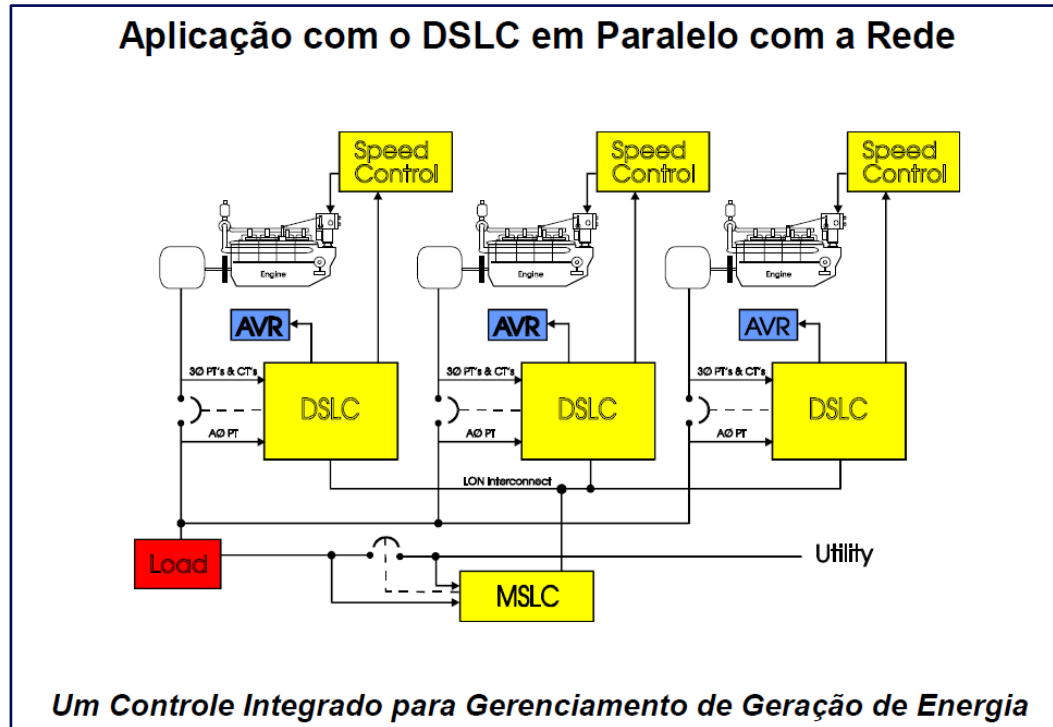 Aplicação com o DSLC em Paralelo com a Rede
Speed
Control
Speed
Control
Speed
Control
Engine
Engine
Engine
AVR
AVR
AVR
3Ø PT's & CT's
3Ø PT's & CT's
3Ø PT's & CT's
DSLC
DSLC
DSLC
AØ PT
AØ PT
AØ PT
LON Interconnect
Load
Utility
MSLC
Um Controle Integrado para Gerenciamento de Geração de Energia